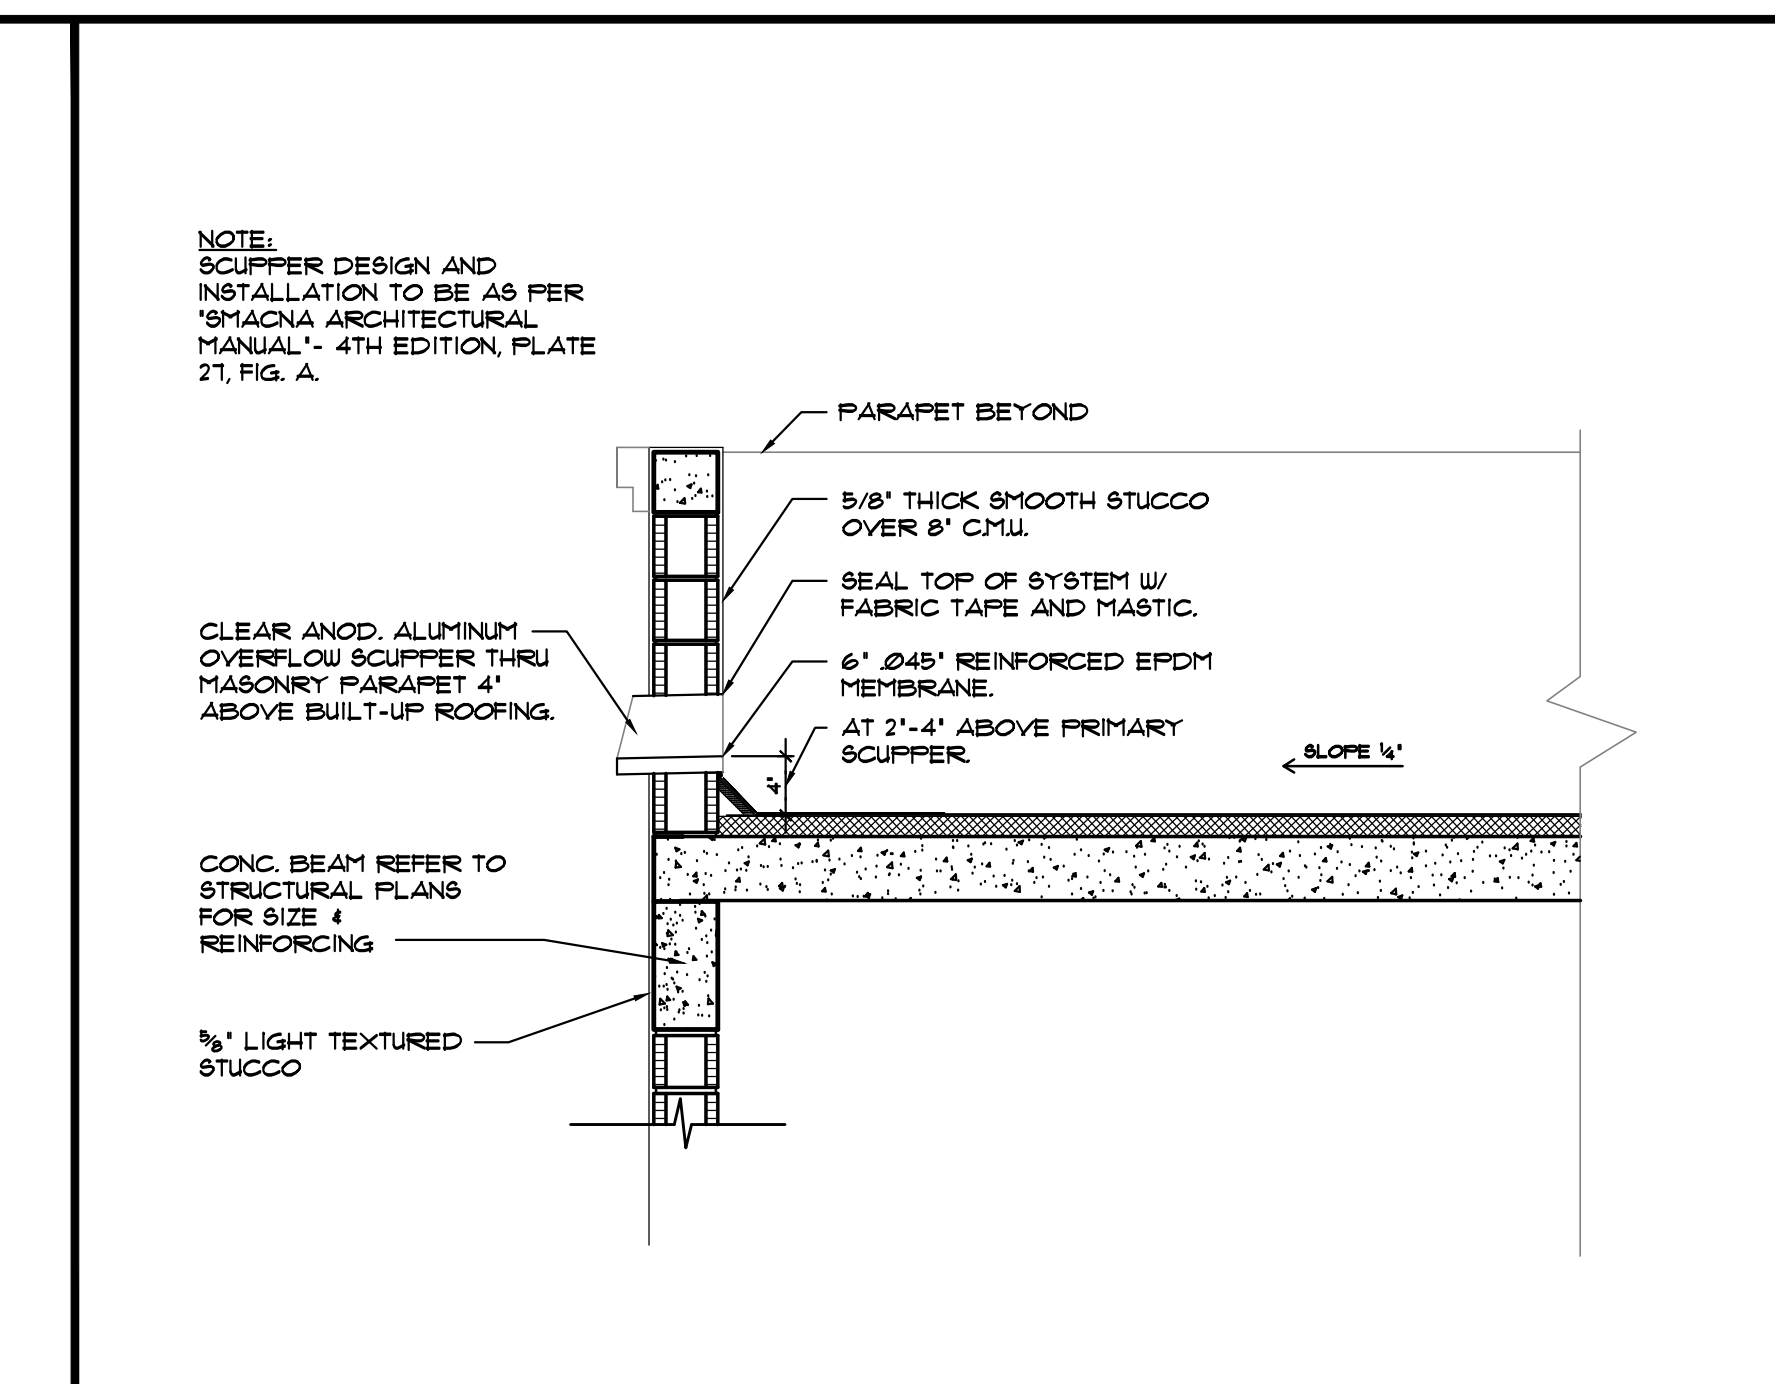 NOTE:
SCUPPER DESIGN AND
INSTALLATION TO BE AS PER
"SMACNA ARCHITECTURAL
MANUAL"- 4TH EDITION, PLATE
27, FIG. A.
PARAPET BEYOND
5/8" THICK SMOOTH STUCCO
OVER 8" C.M.U.
SEAL TOP OF SYSTEM W/
FABRIC TAPE AND MASTIC.
CLEAR ANOD. ALUMINUM
OVERFLOW SCUPPER THRU
MASONRY PARAPET 4"
ABOVE BUILT-UP ROOFING.
6" .045" REINFORCED EPDM
MEMBRANE.
AT 2"-4" ABOVE PRIMARY
SCUPPER.
4"
SLOPE ¼"
CONC. BEAM REFER TO
STRUCTURAL PLANS
FOR SIZE &
REINFORCING
⅝" LIGHT TEXTURED
STUCCO